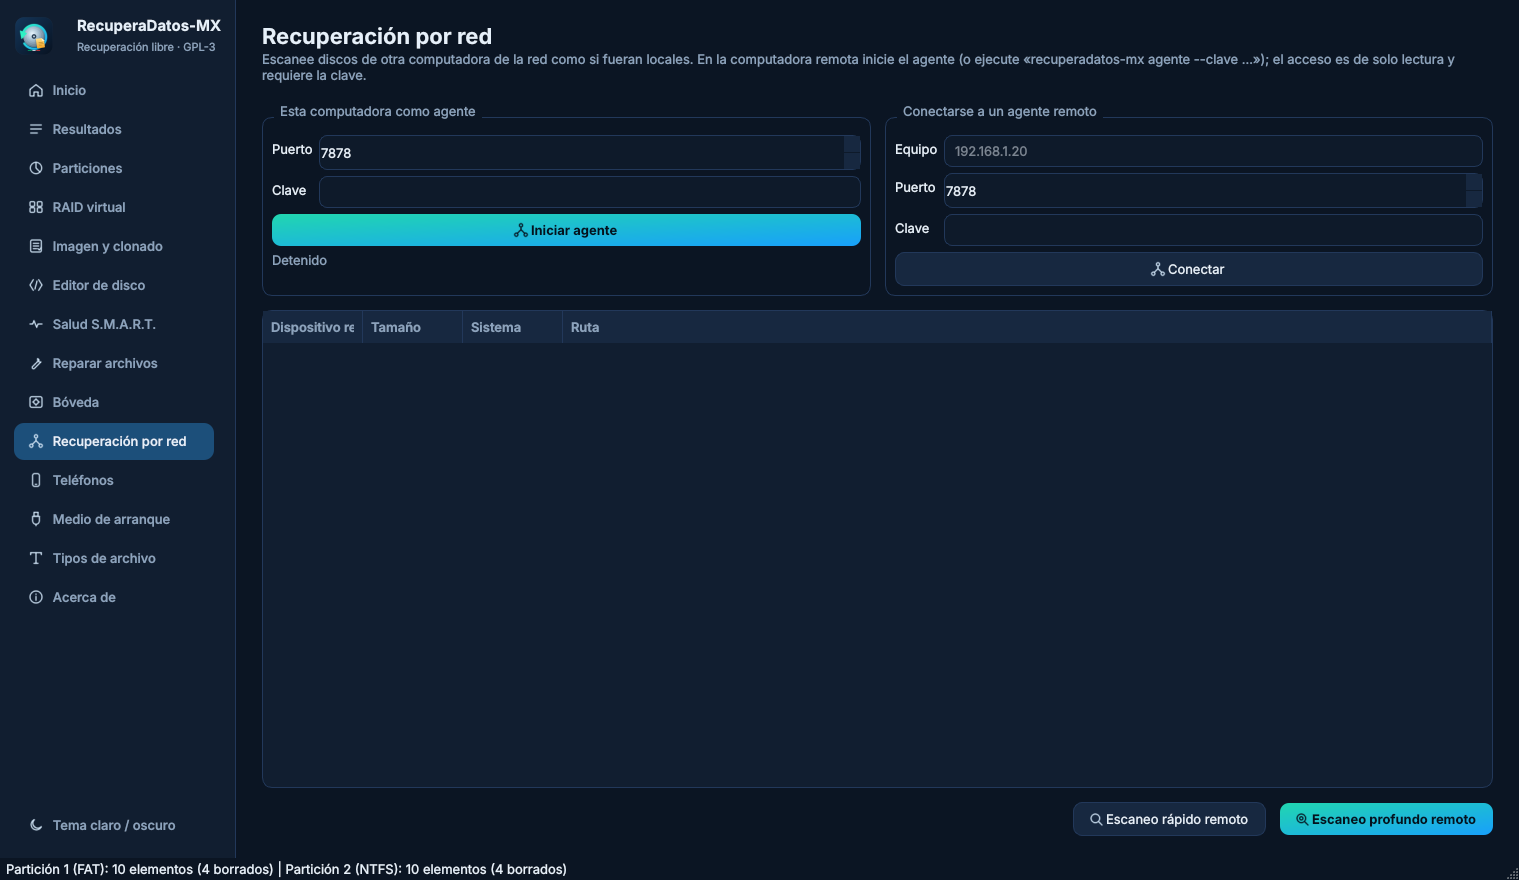 RecuperaDatos-MX
Recuperación libre · GPL-3
Inicio
Resultados
Particiones
RAID virtual
Imagen y clonado
Editor de disco
Salud S.M.A.R.T.
Reparar archivos
Bóveda
Recuperación por red
Teléfonos
Medio de arranque
Tipos de archivo
Acerca de
Tema claro / oscuro
Recuperación por red
Escanee discos de otra computadora de la red como si fueran locales. En la computadora remota inicie el agente (o ejecute «recuperadatos-mx agente --clave ...»); el acceso es de solo lectura y
requiere la clave.
Esta computadora como agente
Puerto 7878
Clave
Iniciar agente
Detenido
Conectarse a un agente remoto
Equipo 192.168.1.20
Puerto 7878
Clave
Conectar
Dispositivo re Tamaño Sistema Ruta
Escaneo rápido remoto Escaneo profundo remoto
Partición 1 (FAT): 10 elementos (4 borrados) | Partición 2 (NTFS): 10 elementos (4 borrados)